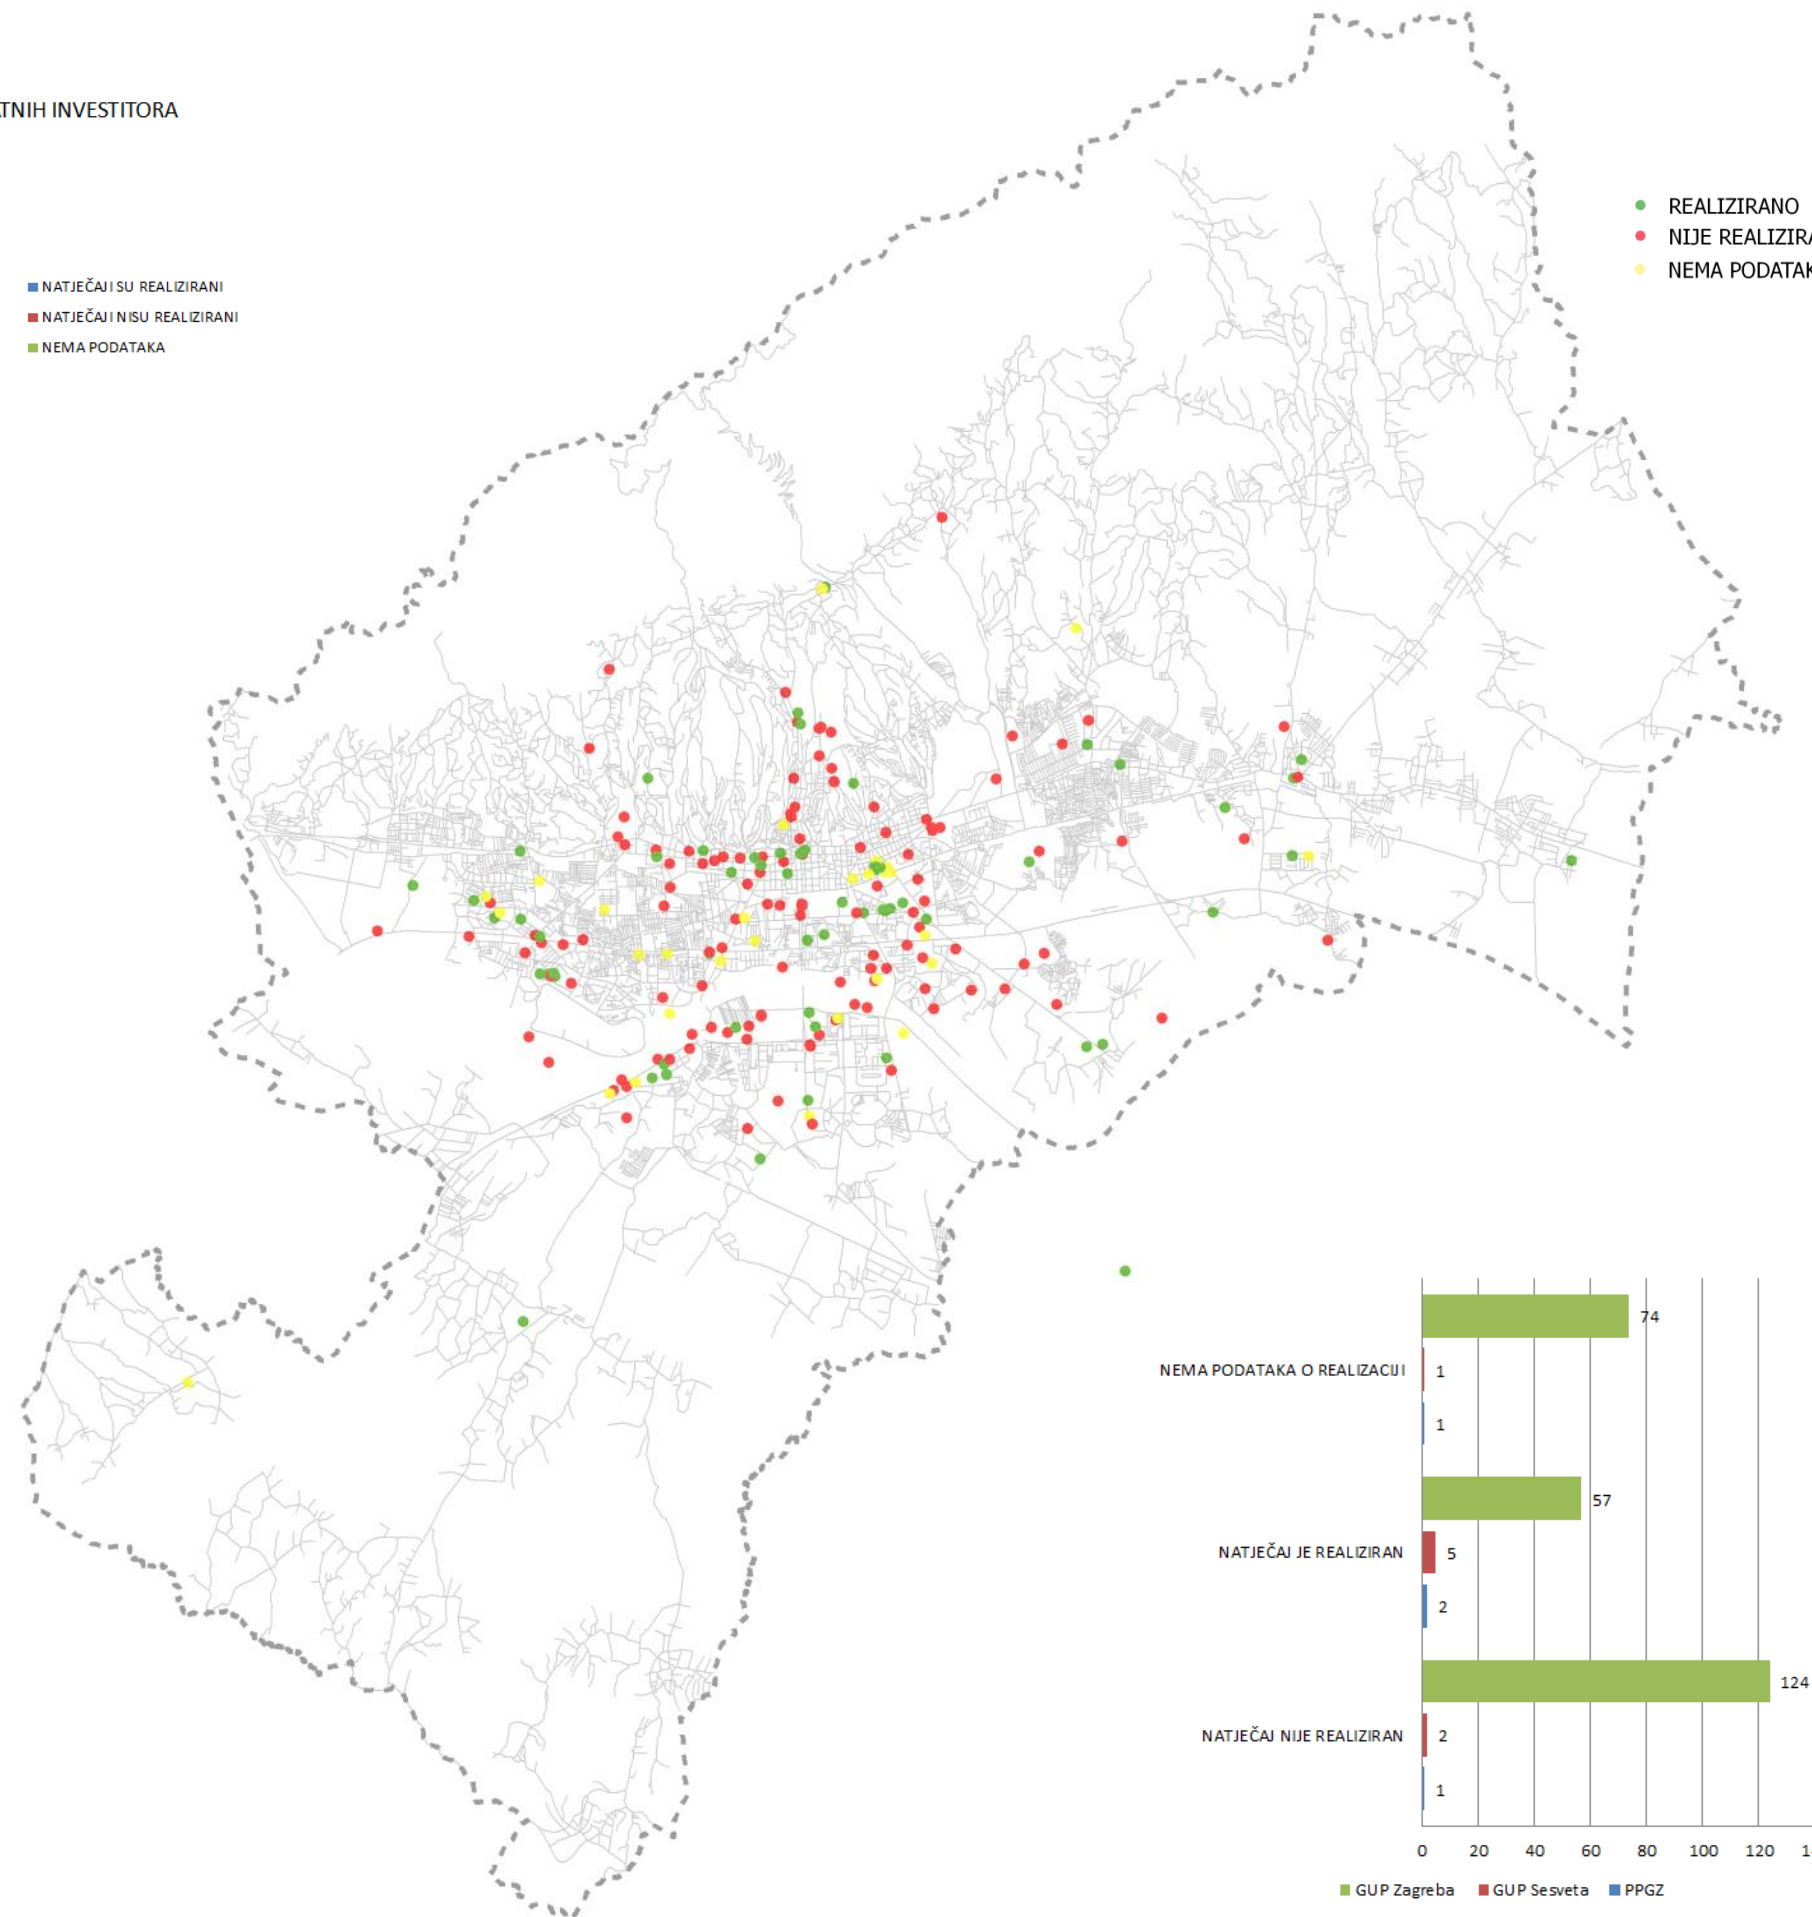 TNIH INVESTITORA
REALIZIRANO
NIJE REALIZIRA
NEMA PODATAK
NATJEČAJI SU REALIZIRANI
NATJEČAJI NISU REALIZIRANI
NEMA PODATAKA
74
NEMA PODATAKA O REALIZACIJI
1
1
57
NATJEČAJ JE REALIZIRAN
5
2
124
NATJEČAJ NIJE REALIZIRAN
2
1
0 20 40 60 80 100 120
GUP Zagreba GUP Sesveta PPGZ